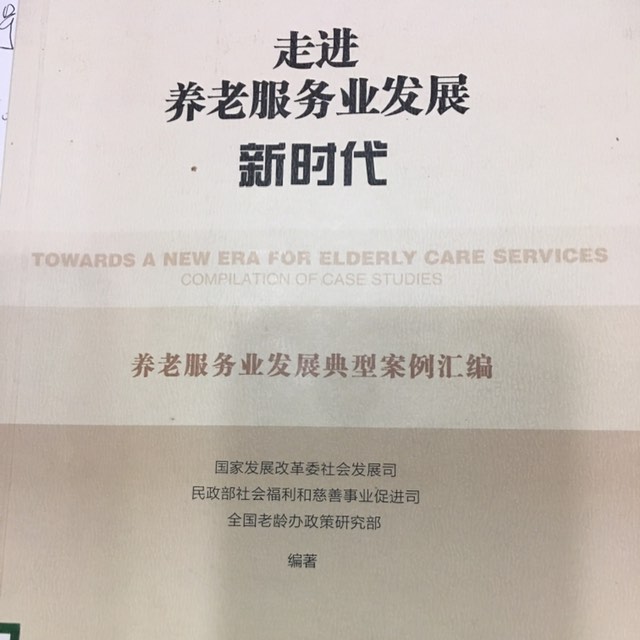 走进
养老服务业发展
新时代
TOWARDS A NEW ERA FOR ELDERLY CARE SERVICES
COMPILATION OF CASE STUDIES
养老服务业发展典型案例汇编
国家发展改革委社会发展司
民政部社会福利和慈善事业促进司
全国老龄办政策研究部
编著